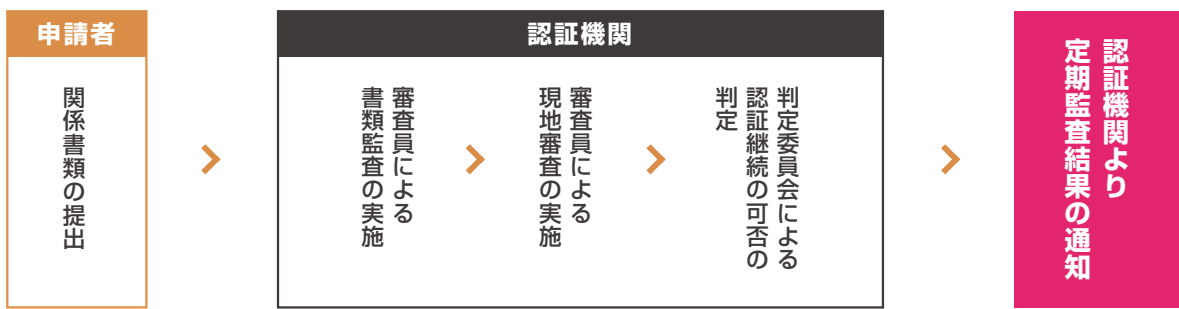 申請者
関係書類の提出
認証機関
審査員による
書類監査の実施
審査員による
現地審査の実施
判定委員会による
認証継続の可否の
判定
認証機関より
定期監査結果の通知